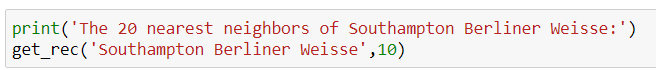 print('The 20 nearest neighbors of Southampton Berliner Weisse:')
get_rec('Southampton Berliner Weisse',10)